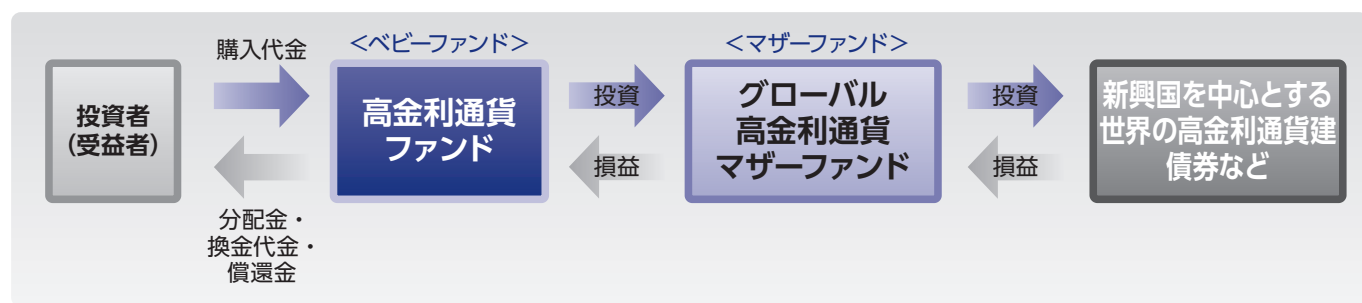 投資者
(受益者)
購入代金
分配金・
換金代金・
償還金
＜ベビーファンド＞
高金利通貨
ファンド
投資
損益
＜マザーファンド＞
グローバル
高金利通貨
マザーファンド
投資
損益
新興国を中心とする
世界の高金利通貨建
債券など